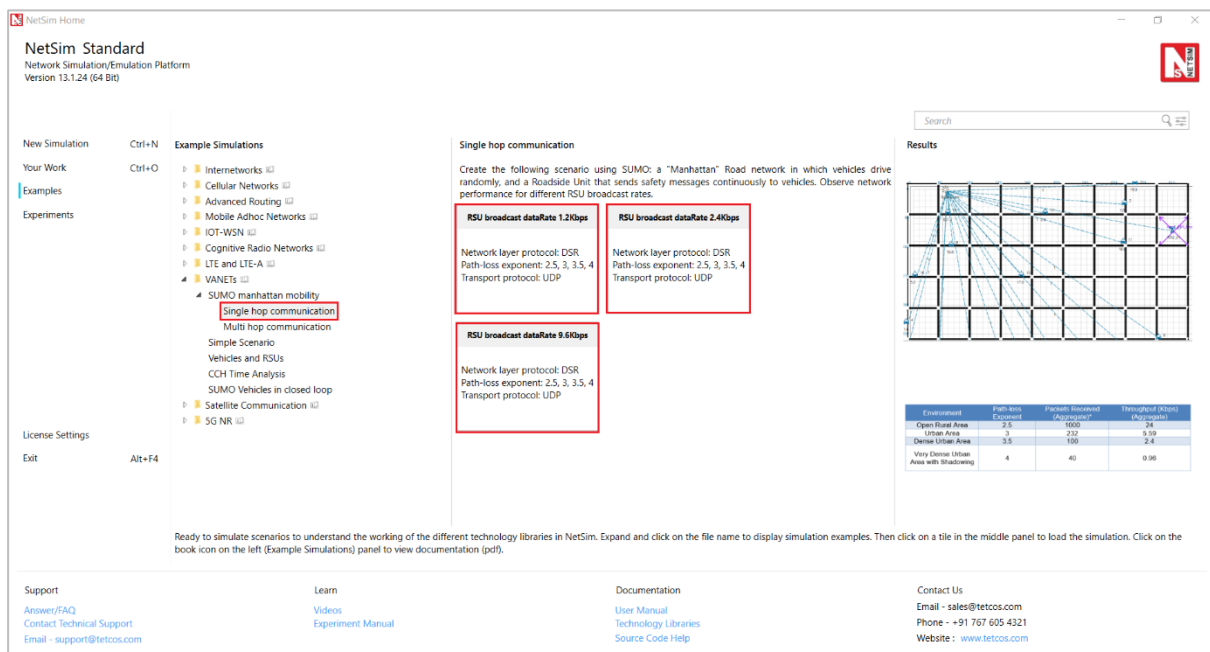 NetSim Home
NetSim Standard
Network Simulation/Emulation Platform
Version 13.1.24 (64 Bit)
NETSIM
Search
New Simulation Ctrl+N
Your Work Ctrl+O
Examples
Experiments
License Settings
Exit Alt+F4
Example Simulations
Internetworks
Cellular Networks
Advanced Routing
Mobile Adhoc Networks
IOT-WSN
Cognitive Radio Networks
LTE and LTE-A
VANETs
SUMO manhattan mobility
Single hop communication
Multi hop communication
Simple Scenario
Vehicles and RSUs
CCH Time Analysis
SUMO Vehicles in closed loop
Satellite Communication
5G NR
Single hop communication
Create the following scenario using SUMO: a "Manhattan" Road network in which vehicles drive
randomly, and a Roadside Unit that sends safety messages continuously to vehicles. Observe network
performance for different RSU broadcast rates.
RSU broadcast dataRate 1.2Kbps
Network layer protocol: DSR
Path-loss exponent: 2.5, 3, 3.5, 4
Transport protocol: UDP
RSU broadcast dataRate 2.4Kbps
Network layer protocol: DSR
Path-loss exponent: 2.5, 3, 3.5, 4
Transport protocol: UDP
RSU broadcast dataRate 9.6Kbps
Network layer protocol: DSR
Path-loss exponent: 2.5, 3, 3.5, 4
Transport protocol: UDP
Results
Environment Path-loss Exponent Packets Received (Aggregate)* Throughput (Kbps) (Aggregate)
Open Rural Area 2.5 1000 24
Urban Area 3 232 5.59
Dense Urban Area 3.5 100 2.4
Very Dense Urban Area with Shadowing 4 40 0.96
Ready to simulate scenarios to understand the working of the different technology libraries in NetSim. Expand and click on the file name to display simulation examples. Then click on a tile in the middle panel to load the simulation. Click on the
book icon on the left (Example Simulations) panel to view documentation (pdf).
Support
Answer/FAQ
Contact Technical Support
Email - support@tetcos.com
Learn
Videos
Experiment Manual
Documentation
User Manual
Technology Libraries
Source Code Help
Contact Us
Email - sales@tetcos.com
Phone - +91 767 605 4321
Website : www.tetcos.com